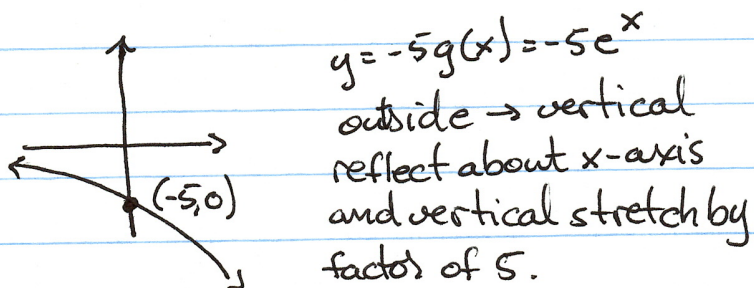 y = -5g(x) = -5e^x
outside → vertical
(-5,0)
reflect about x-axis
and vertical stretch by
factor of 5.